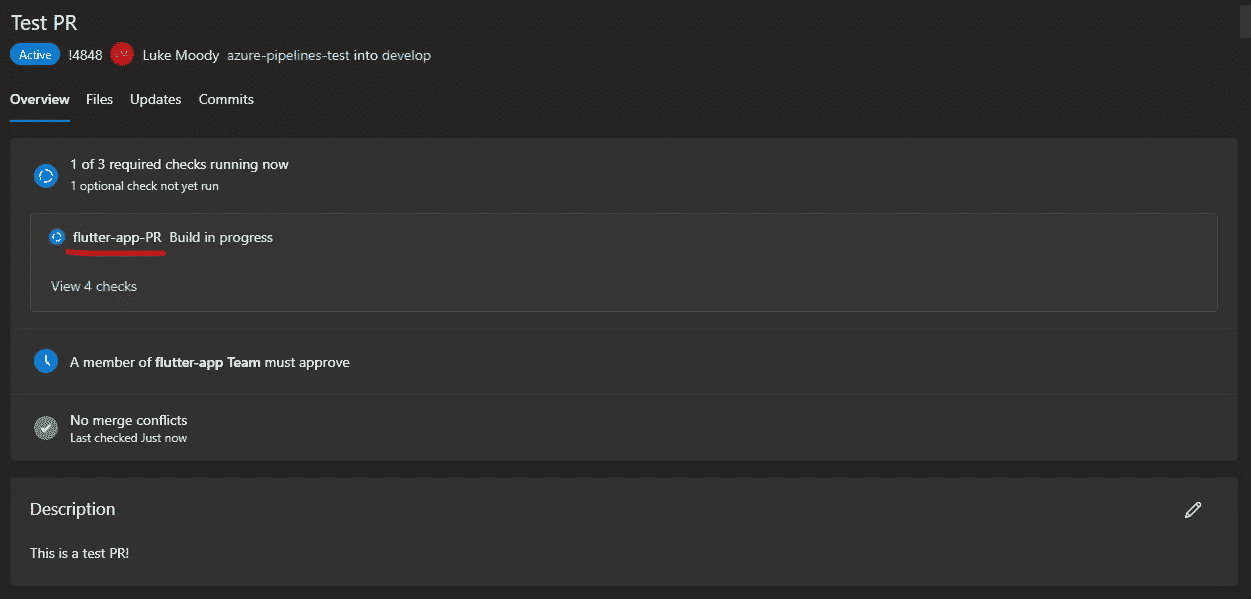 Test PR
Active !4848 Luke Moody azure-pipelines-test into develop
Overview Files Updates Commits
1 of 3 required checks running now
1 optional check not yet run
flutter-app-PR Build in progress
View 4 checks
A member of flutter-app Team must approve
No merge conflicts
Last checked Just now
Description
This is a test PR!